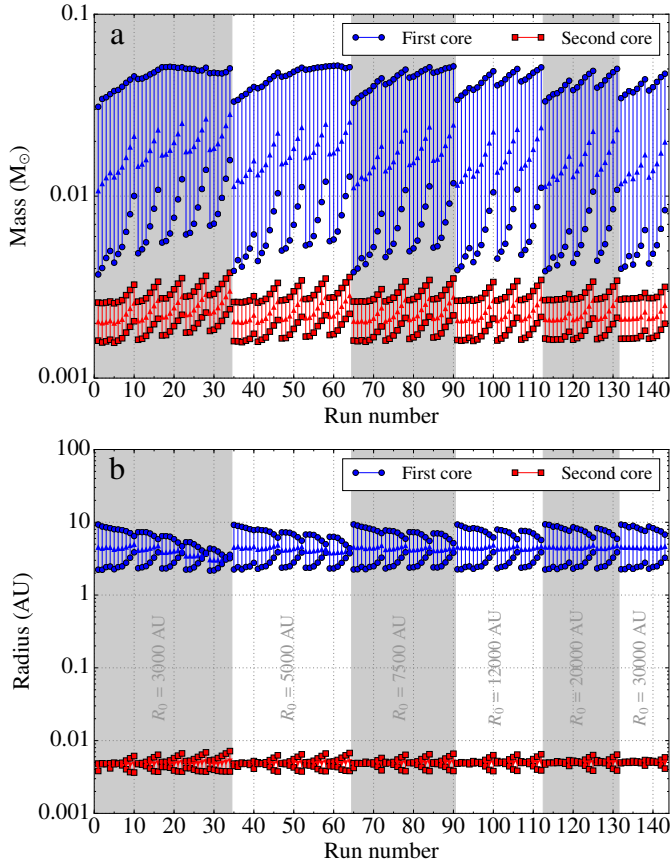 a
First core
Second core
0.1
0.01
0.001
Mass (M⊙)
0 10 20 30 40 50 60 70 80 90 100 110 120 130 140
Run number
b
First core
Second core
100
10
1
0.1
0.01
0.001
Radius (AU)
R₀ = 3000 AU
R₀ = 5000 AU
R₀ = 7500 AU
R₀ = 12000 AU
R₀ = 20000 AU
R₀ = 30000 AU
0 10 20 30 40 50 60 70 80 90 100 110 120 130 140
Run number